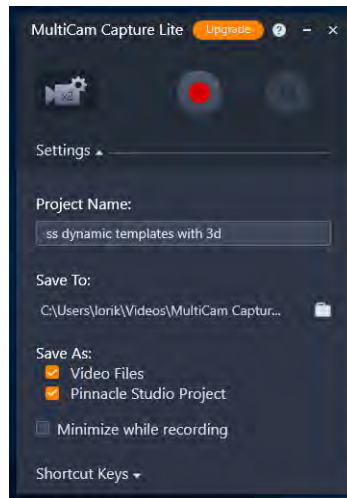 MultiCam Capture Lite Upgrade ?
x2
Settings
Project Name:
ss dynamic templates with 3d
Save To:
C:\Users\lorik\Videos\MultiCam Captur...
Save As:
Video Files
Pinnacle Studio Project
Minimize while recording
Shortcut Keys